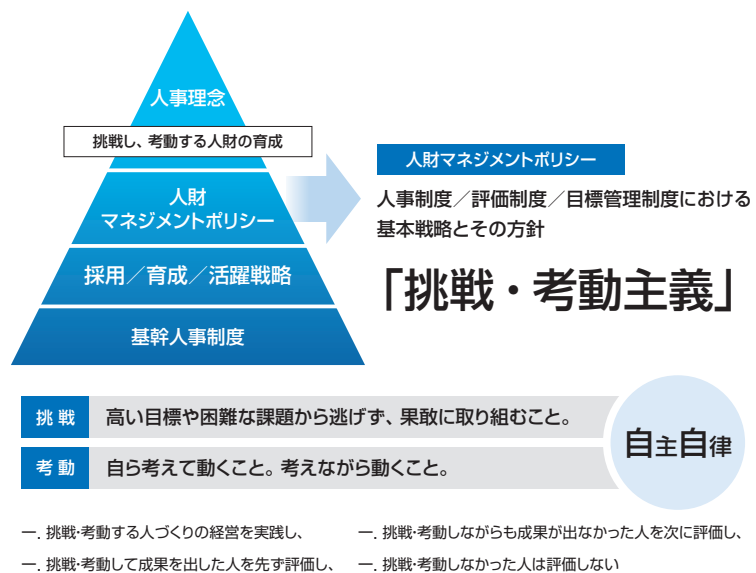 人事理念
挑戦し、考動する人財の育成
人財
マネジメントポリシー
採用／育成／活躍戦略
基幹人事制度
人財マネジメントポリシー
人事制度／評価制度／目標管理制度における
基本戦略とその方針
「挑戦・考動主義」
挑戦 高い目標や困難な課題から逃げず、果敢に取り組むこと。
考動 自ら考えて動くこと。考えながら動くこと。
自主自律
一. 挑戦・考動する人づくりの経営を実践し、
一. 挑戦・考動して成果を出した人を先ず評価し、
一. 挑戦・考動しながらも成果が出なかった人を次に評価し、
一. 挑戦・考動しなかった人は評価しない